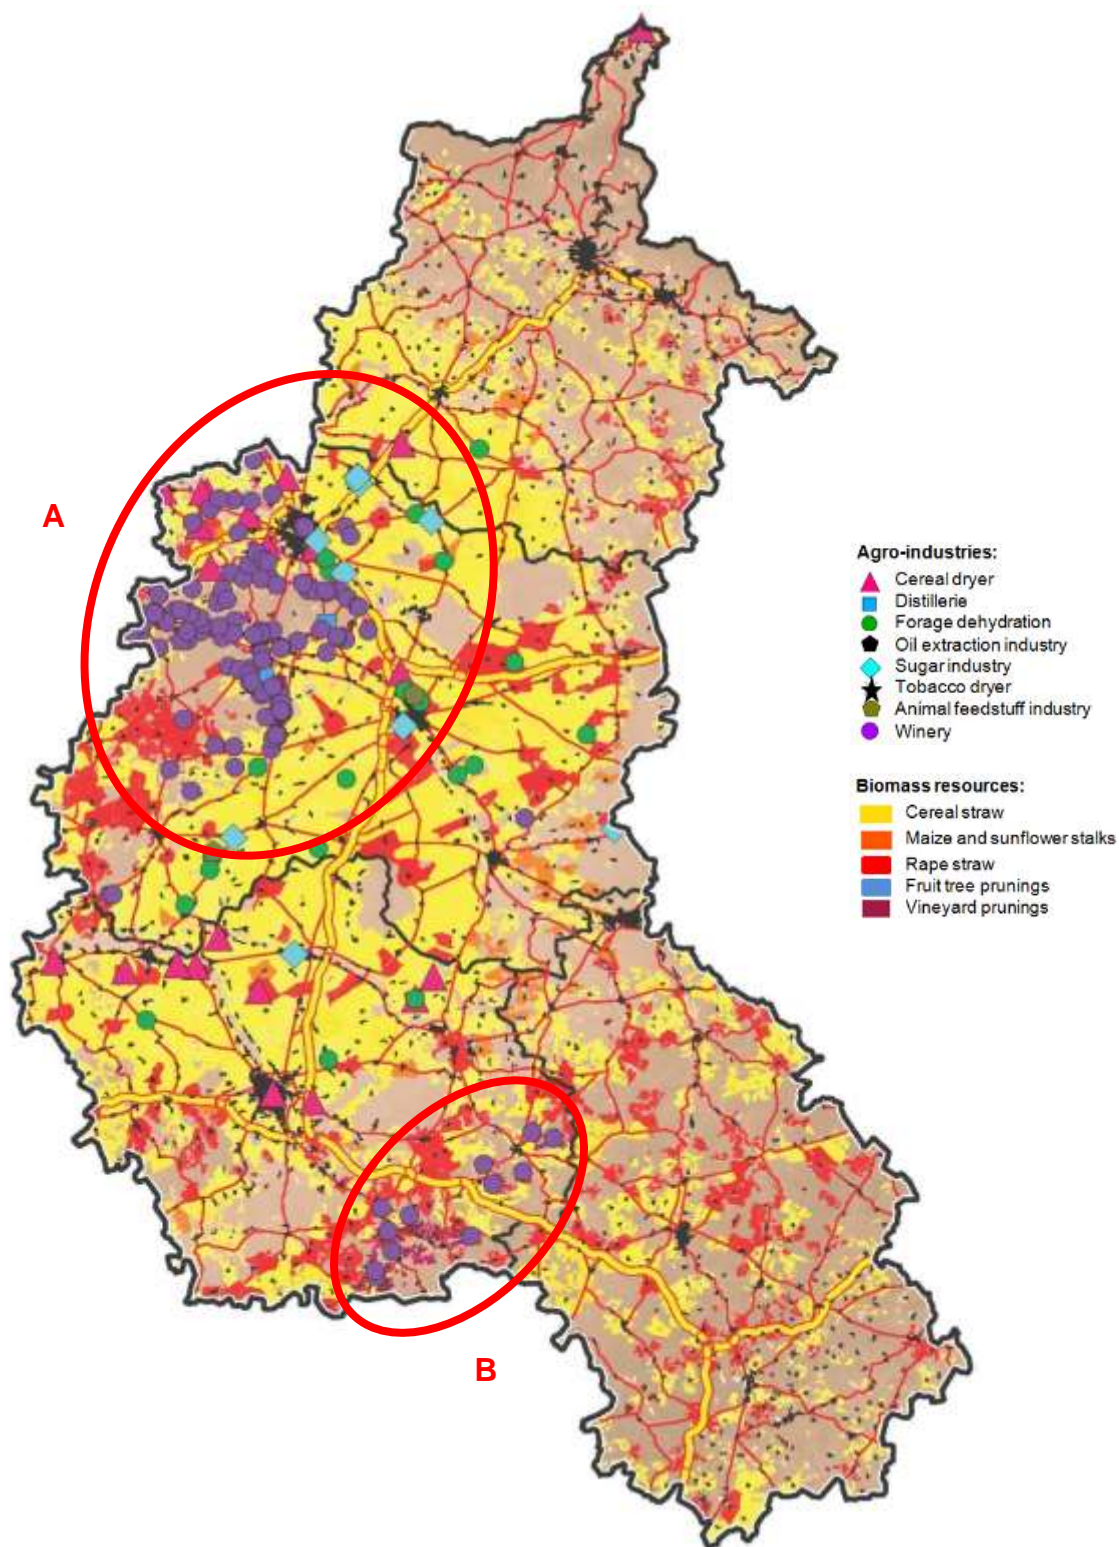 A
Agro-industries:
Cereal dryer
Distillerie
Forage dehydration
Oil extraction industry
Sugar industry
Tobacco dryer
Animal feedstuff industry
Winery
Biomass resources:
Cereal straw
Maize and sunflower stalks
Rape straw
Fruit tree prunings
Vineyard prunings
B